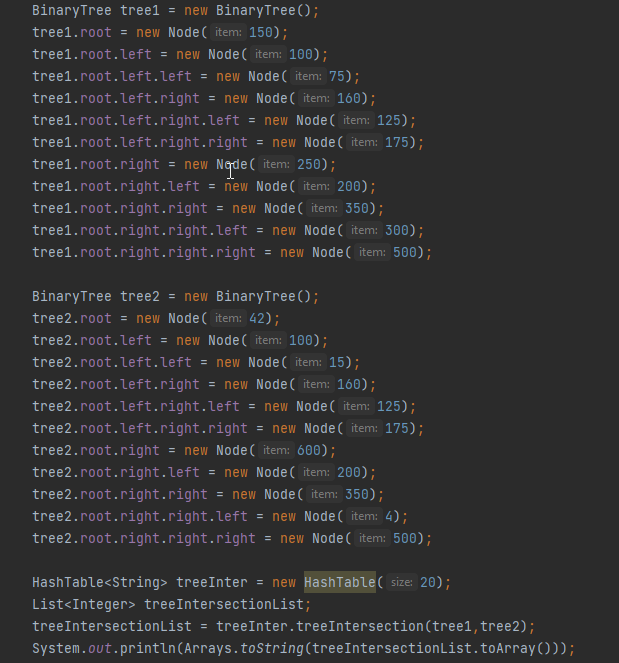 BinaryTree tree1 = new BinaryTree();
tree1.root = new Node( item: 150);
tree1.root.left = new Node( item: 100);
tree1.root.left.left = new Node( item: 75);
tree1.root.left.right = new Node( item: 160);
tree1.root.left.right.left = new Node( item: 125);
tree1.root.left.right.right = new Node( item: 175);
tree1.root.right = new Node( item: 250);
tree1.root.right.left = new Node( item: 200);
tree1.root.right.right = new Node( item: 350);
tree1.root.right.right.left = new Node( item: 300);
tree1.root.right.right.right = new Node( item: 500);
BinaryTree tree2 = new BinaryTree();
tree2.root = new Node( item: 42);
tree2.root.left = new Node( item: 100);
tree2.root.left.left = new Node( item: 15);
tree2.root.left.right = new Node( item: 160);
tree2.root.left.right.left = new Node( item: 125);
tree2.root.left.right.right = new Node( item: 175);
tree2.root.right = new Node( item: 600);
tree2.root.right.left = new Node( item: 200);
tree2.root.right.right = new Node( item: 350);
tree2.root.right.right.left = new Node( item: 4);
tree2.root.right.right.right = new Node( item: 500);
HashTable<String> treeInter = new HashTable( size: 20);
List<Integer> treeIntersectionList;
treeIntersectionList = treeInter.treeIntersection(tree1,tree2);
System.out.println(Arrays.toString(treeIntersectionList.toArray()));